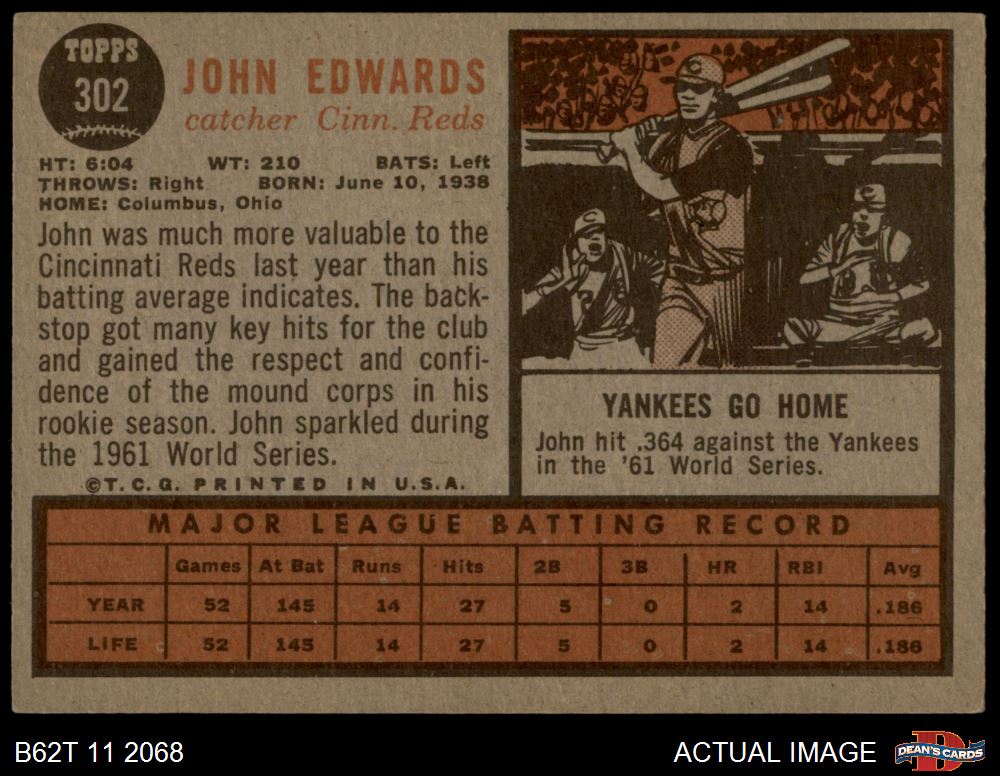 TOPPS
302
JOHN EDWARDS
catcher Cinn. Reds
HT: 6:04 WT: 210 BATS: Left
THROWS: Right BORN: June 10, 1938
HOME: Columbus, Ohio
John was much more valuable to the
Cincinnati Reds last year than his
batting average indicates. The back-
stop got many key hits for the club
and gained the respect and confi-
dence of the mound corps in his
rookie season. John sparkled during
the 1961 World Series.
©T.C.G. PRINTED IN U.S.A.
C
C
C
YANKEES GO HOME
John hit .364 against the Yankees
in the '61 World Series.
MAJOR LEAGUE BATTING RECORD
Games At Bat Runs Hits 2B 3B HR RBI Avg
YEAR 52 145 14 27 5 0 2 14 .186
LIFE 52 145 14 27 5 0 2 14 .186
B62T 11 2068
ACTUAL IMAGE
D
DEAN'S CARDS